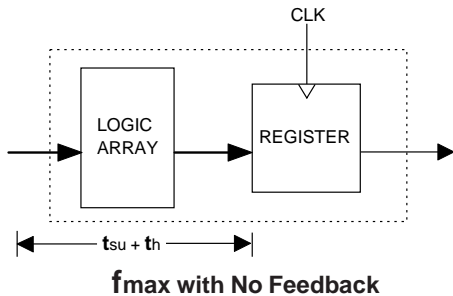 CLK
LOGIC
ARRAY
REGISTER
tsu + th
fmax with No Feedback